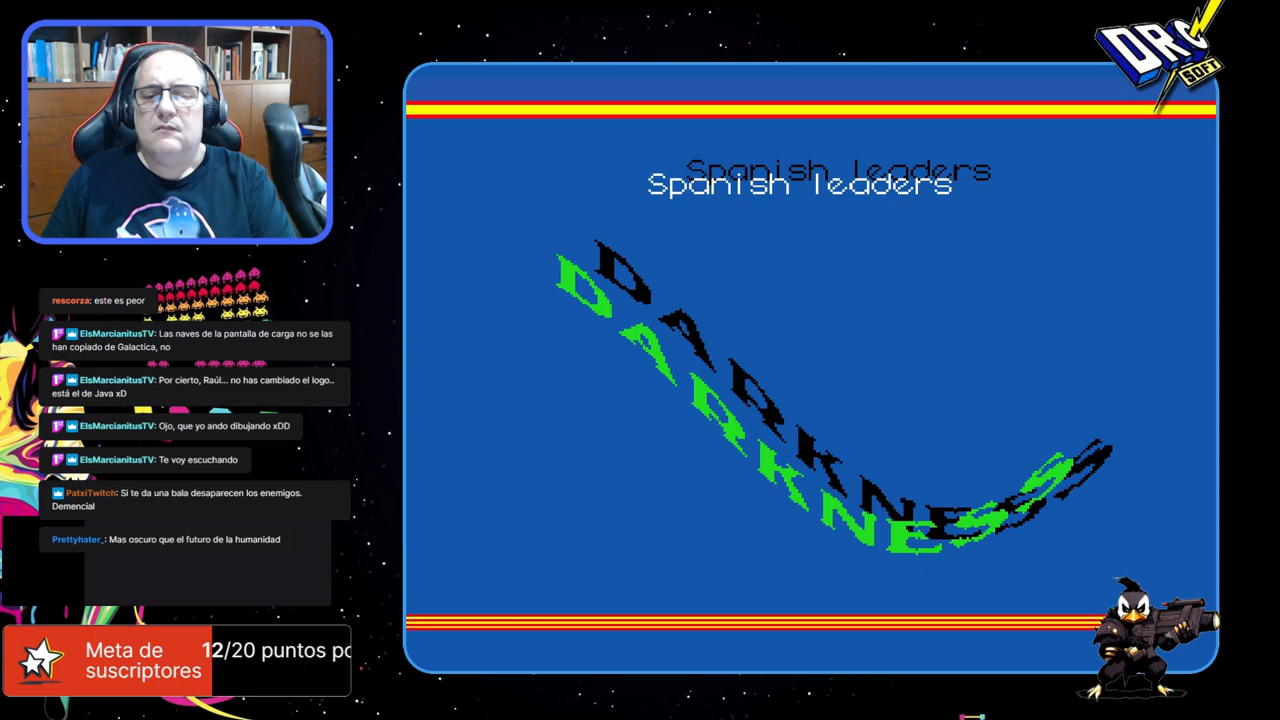 DRC
SOFT
Spanish leaders
DARKNESS
rescorza: este es peor
ElsMarcianitusTV: Las naves de la pantalla de carga no se las
han copiado de Galactica, no
ElsMarcianitusTV: Por cierto, Raúl... no has cambiado el logo..
está el de Java xD
ElsMarcianitusTV: Ojo, que yo ando dibujando xDD
ElsMarcianitusTV: Te voy escuchando
PatxiTwitch: Si te da una bala desaparecen los enemigos.
Demencial
Prettyhater_: Mas oscuro que el futuro de la humanidad
Meta de
suscriptores
12/20 puntos po